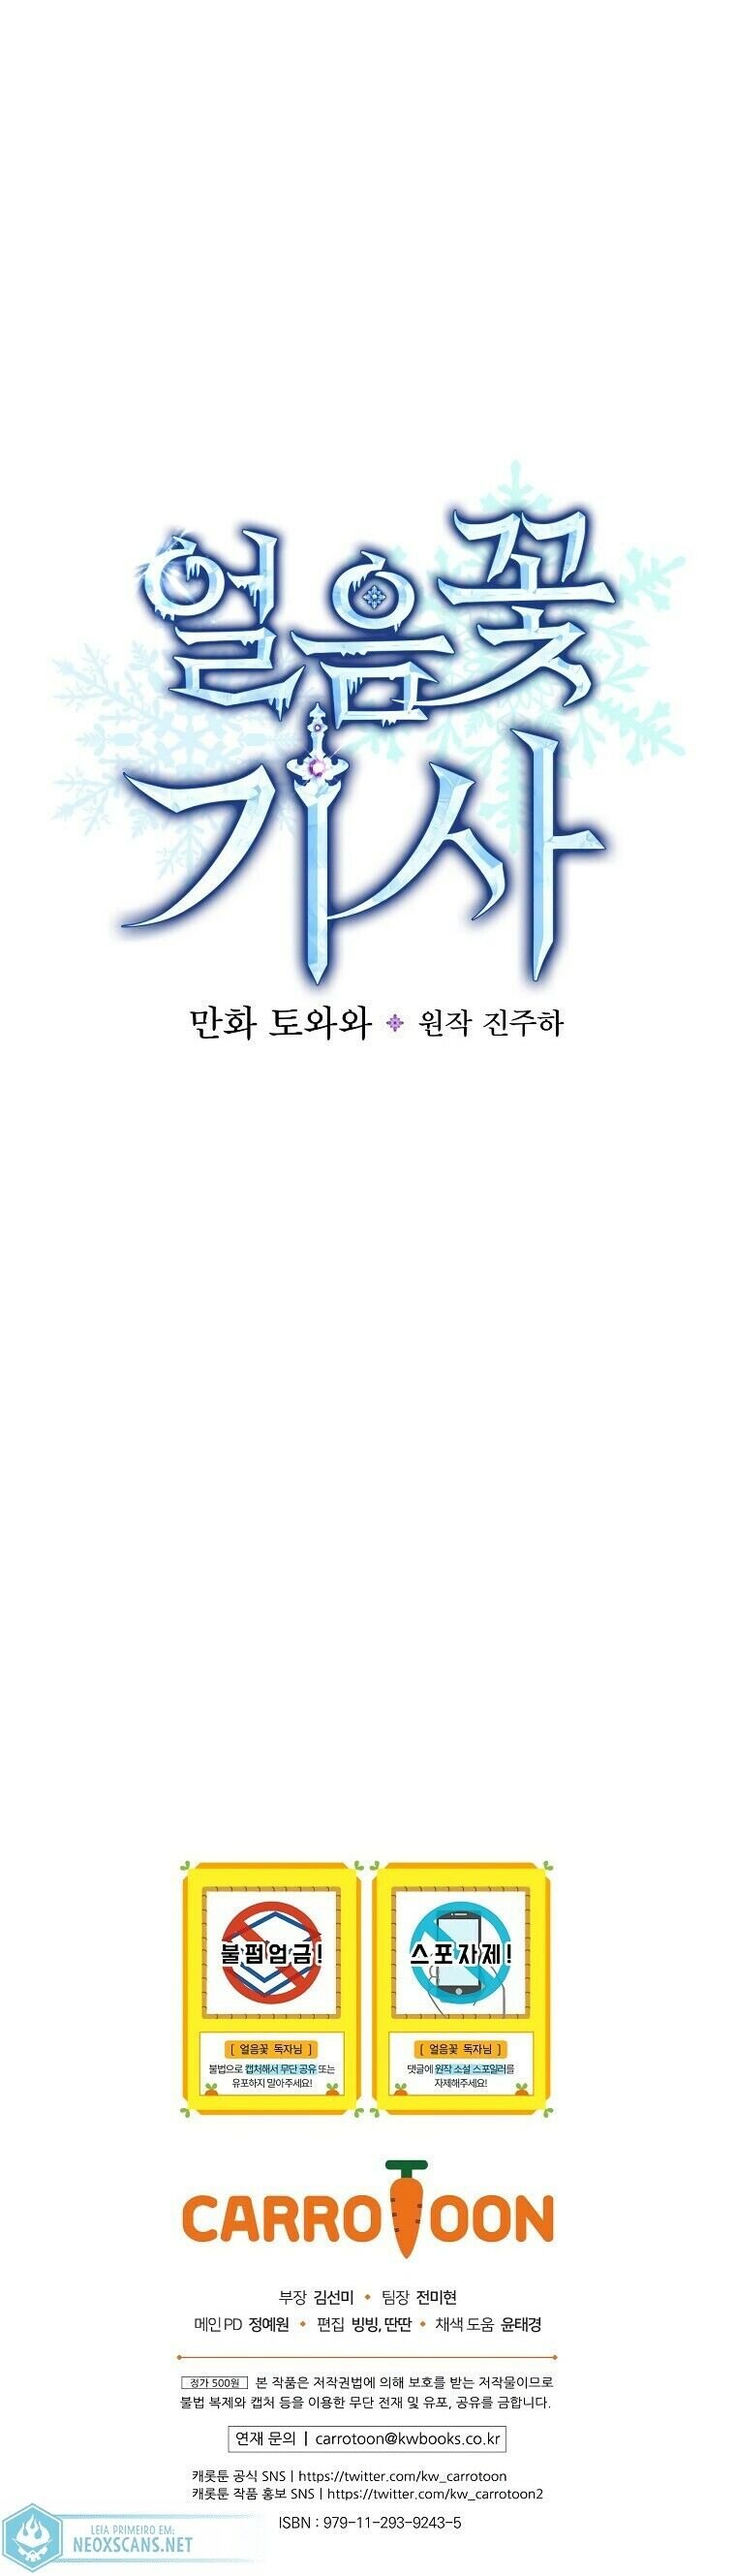 얼음꽃
기사
만화 토와와 원작 진주하
불펌엄금!
[ 얼음꽃 독자님 ]
불법으로 캡처해서 무단 공유 또는
유포하지 말아주세요!
스포자제!
[ 얼음꽃 독자님 ]
댓글에 원작 소설 스포일러를
자제해주세요!
CARROTOON
부장 김선미 • 팀장 전미현
메인PD 정예원 • 편집 빙빙, 딴딴 • 채색 도움 윤태경
정가 500원 본 작품은 저작권법에 의해 보호를 받는 저작물이므로
불법 복제와 캡처 등을 이용한 무단 전재 및 유포, 공유를 금합니다.
연재 문의 | carrotoon@kwbooks.co.kr
캐롯툰 공식 SNS | https://twitter.com/kw_carrotoon
캐롯툰 작품 홍보 SNS | https://twitter.com/kw_carrotoon2
ISBN : 979-11-293-9243-5
LEIA PRIMEIRO EM:
NEOXSCANS.NET